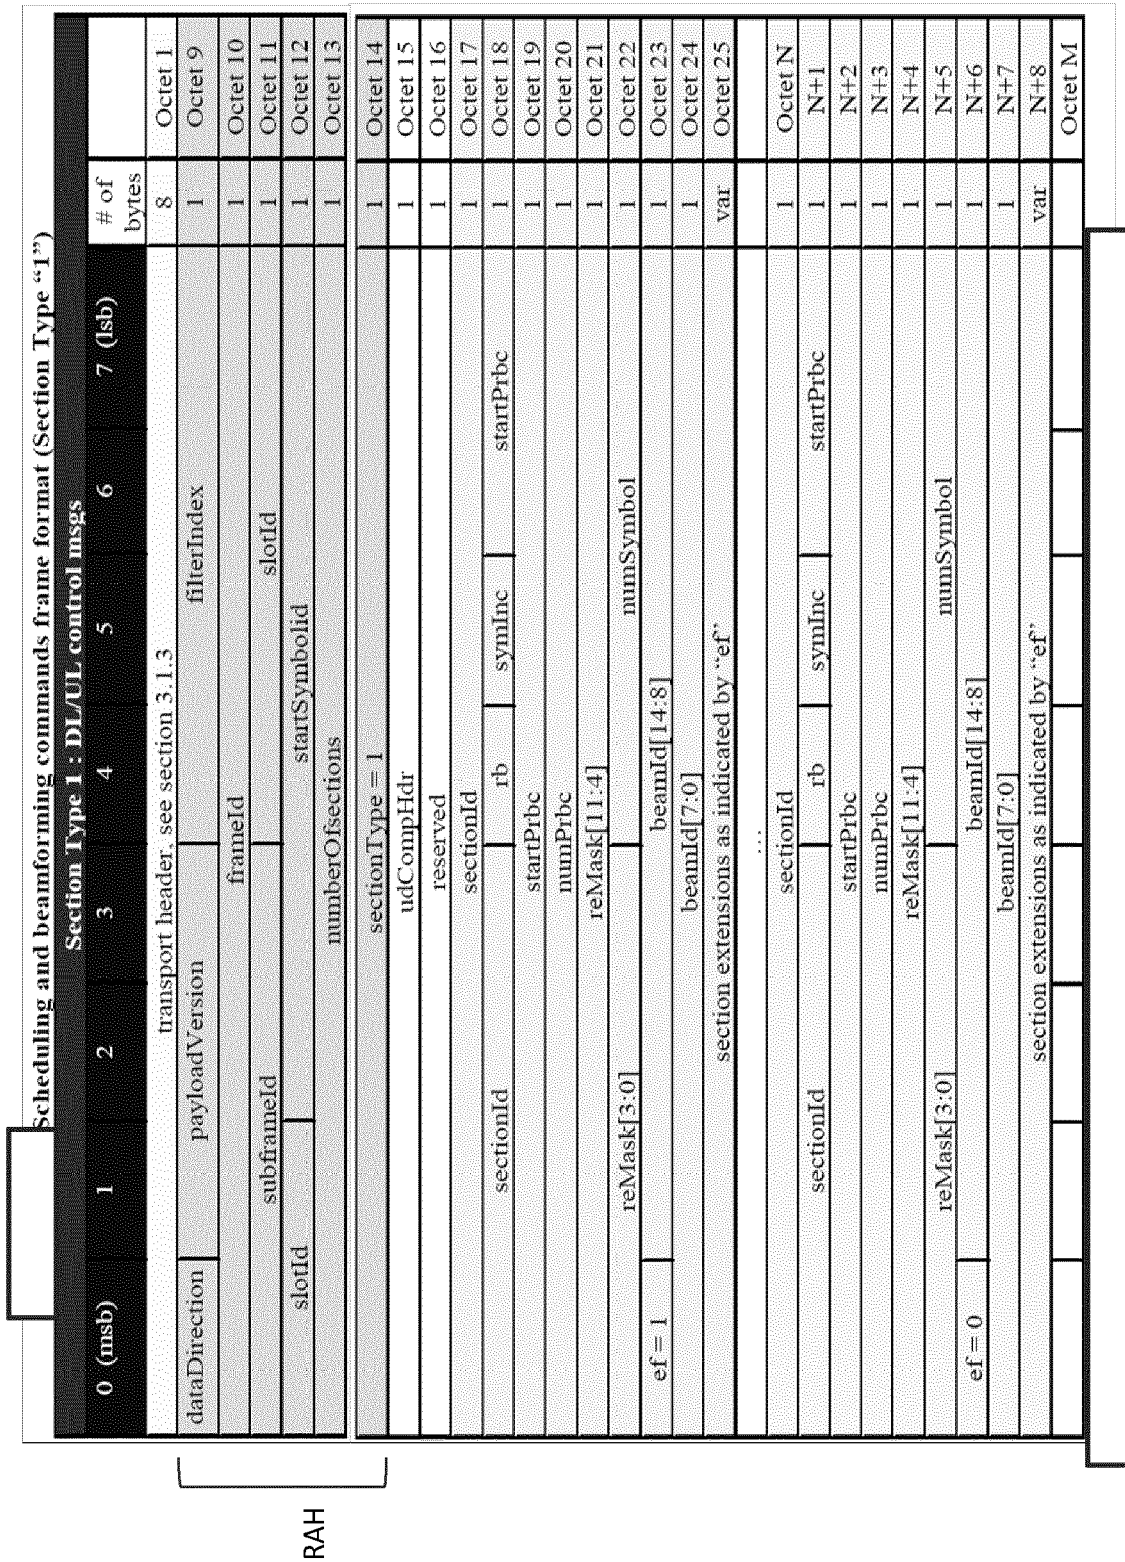 Scheduling and beamforming commands frame format (Section Type “1”)
Section Type 1 : DL/UL control msgs
0 (msb) 1 2 3 4 5 6 7 (lsb) # of bytes
transport header, see section 3.1.3 8 Octet 1
dataDirection payloadVersion filterIndex 1 Octet 9
frameId 1 Octet 10
subframeId slotId 1 Octet 11
slotId startSymbolid 1 Octet 12
numberOfsections 1 Octet 13
sectionType = 1 1 Octet 14
udCompHdr 1 Octet 15
reserved 1 Octet 16
sectionId 1 Octet 17
sectionId rb symInc startPrbc 1 Octet 18
startPrbc 1 Octet 19
numPrbc 1 Octet 20
reMask[11:4] 1 Octet 21
reMask[3:0] numSymbol 1 Octet 22
ef = 1 beamId[14:8] 1 Octet 23
beamId[7:0] 1 Octet 24
section extensions as indicated by “ef” var Octet 25
...
sectionId 1 Octet N
sectionId rb symInc startPrbc 1 N+1
startPrbc 1 N+2
numPrbc 1 N+3
reMask[11:4] 1 N+4
reMask[3:0] numSymbol 1 N+5
ef = 0 beamId[14:8] 1 N+6
beamId[7:0] 1 N+7
section extensions as indicated by “ef” var N+8
Octet M
RAH